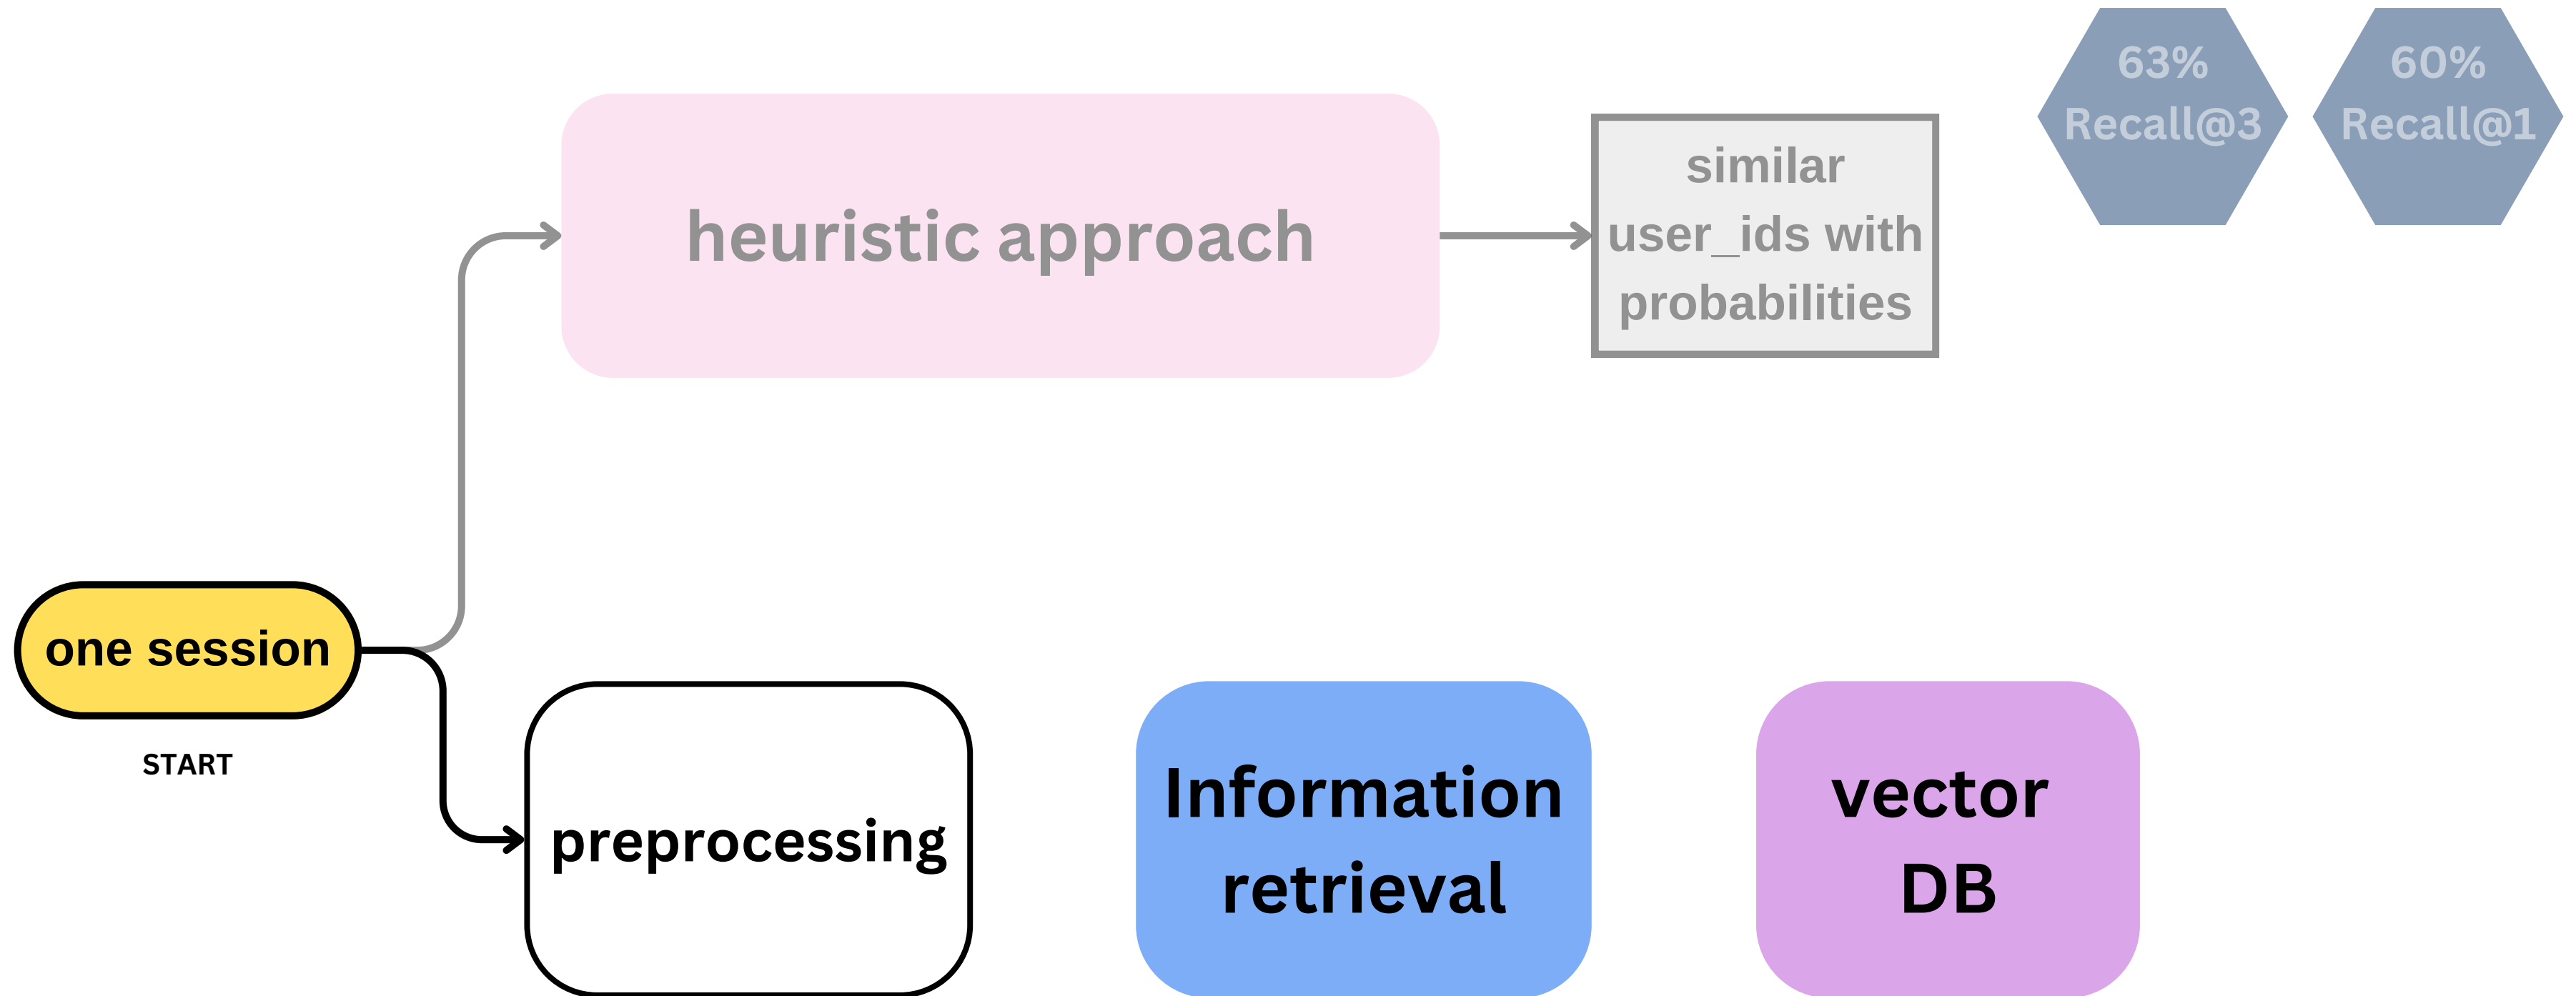 63%
Recall@3
60%
Recall@1
heuristic approach
similar
user_ids with
probabilities
one session
START
preprocessing
Information
retrieval
vector
DB